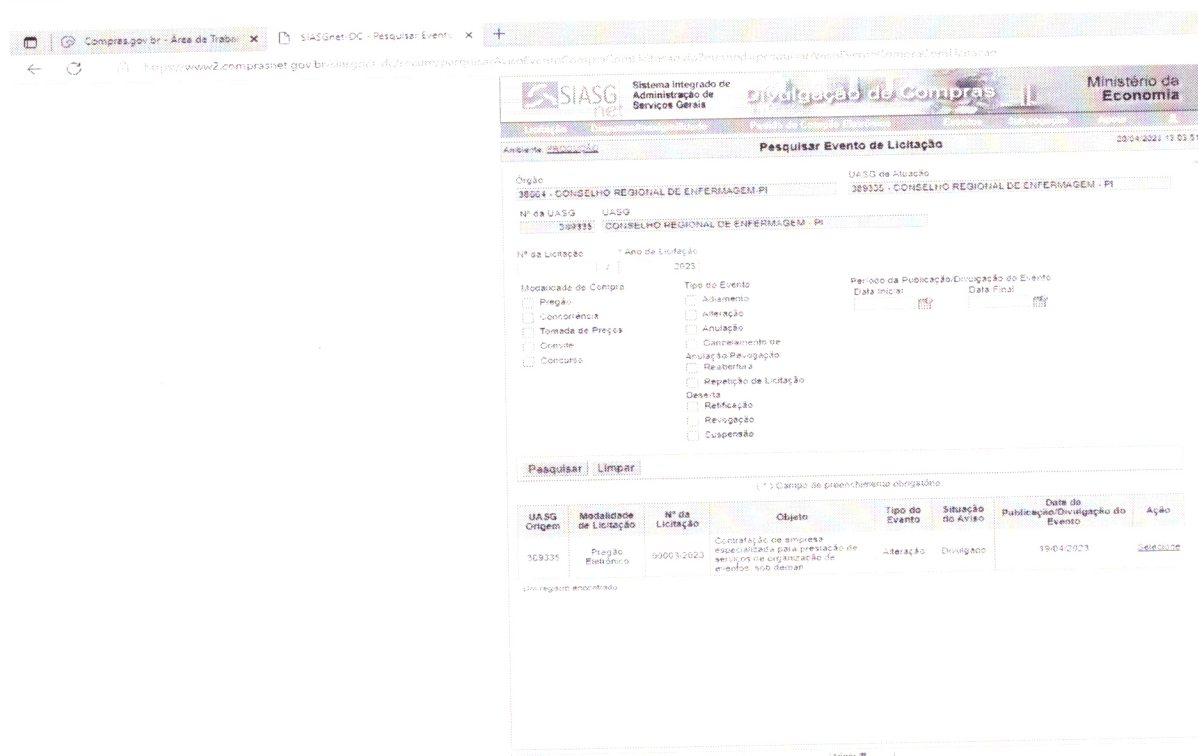 Compras.gov.br - Área de Trabal
SIASGnet-DC - Pesquisar Evento
SIASG
net
Sistema Integrado de
Administração de
Serviços Gerais
Divulgação de Compras
Ministério da
Economia
Ambiente: PRODUÇÃO
Pesquisar Evento de Licitação
Órgão
UASG de Atuação
CONSELHO REGIONAL DE ENFERMAGEM-PI
389335 - CONSELHO REGIONAL DE ENFERMAGEM - PI
Nº da UASG
UASG
389335
CONSELHO REGIONAL DE ENFERMAGEM - PI
Nº da Licitação
* Ano de Licitação
/
2023
Modalidade de Compra
Tipo do Evento
Período da Publicação/Divulgação do Evento
Data Inicial
Data Final
Pregão
Concorrência
Tomada de Preços
Convite
Concurso
Adiamento
Alteração
Anulação
Cancelamento de
Anulação/Revogação
Reabertura
Repetição de Licitação
Deserta
Retificação
Revogação
Suspensão
Pesquisar
Limpar
( * ) Campo de preenchimento obrigatório.
UASG
Origem
Modalidade
de Licitação
Nº da
Licitação
Objeto
Tipo do
Evento
Situação
do Aviso
Data da
Publicação/Divulgação do
Evento
Ação
389335
Pregão
Eletrônico
00003/2023
Contratação de empresa
especializada para prestação de
serviços de organização de
eventos, sob deman
Alteração
Divulgado
19/04/2023
Selecione
Um registro encontrado